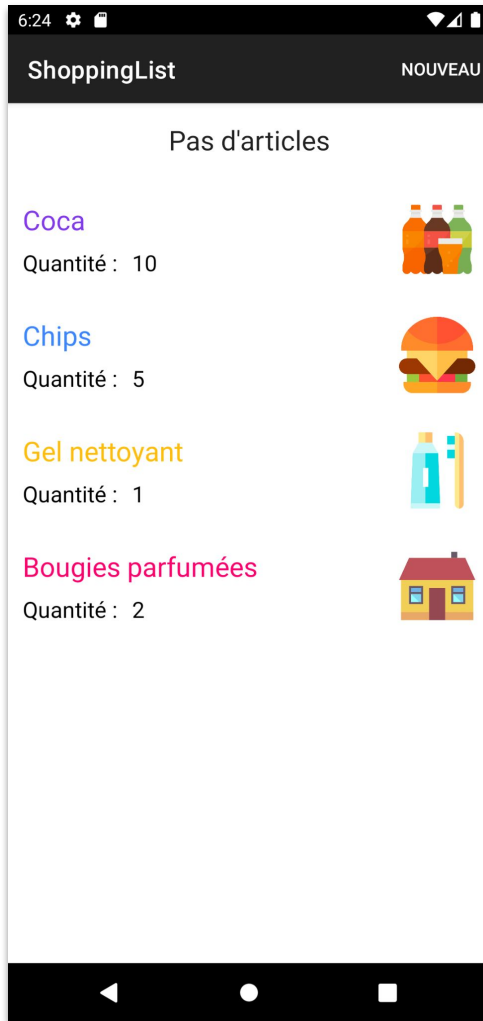 6:24
ShoppingList NOUVEAU
Pas d'articles
Coca
Quantité : 10
Chips
Quantité : 5
Gel nettoyant
Quantité : 1
Bougies parfumées
Quantité : 2